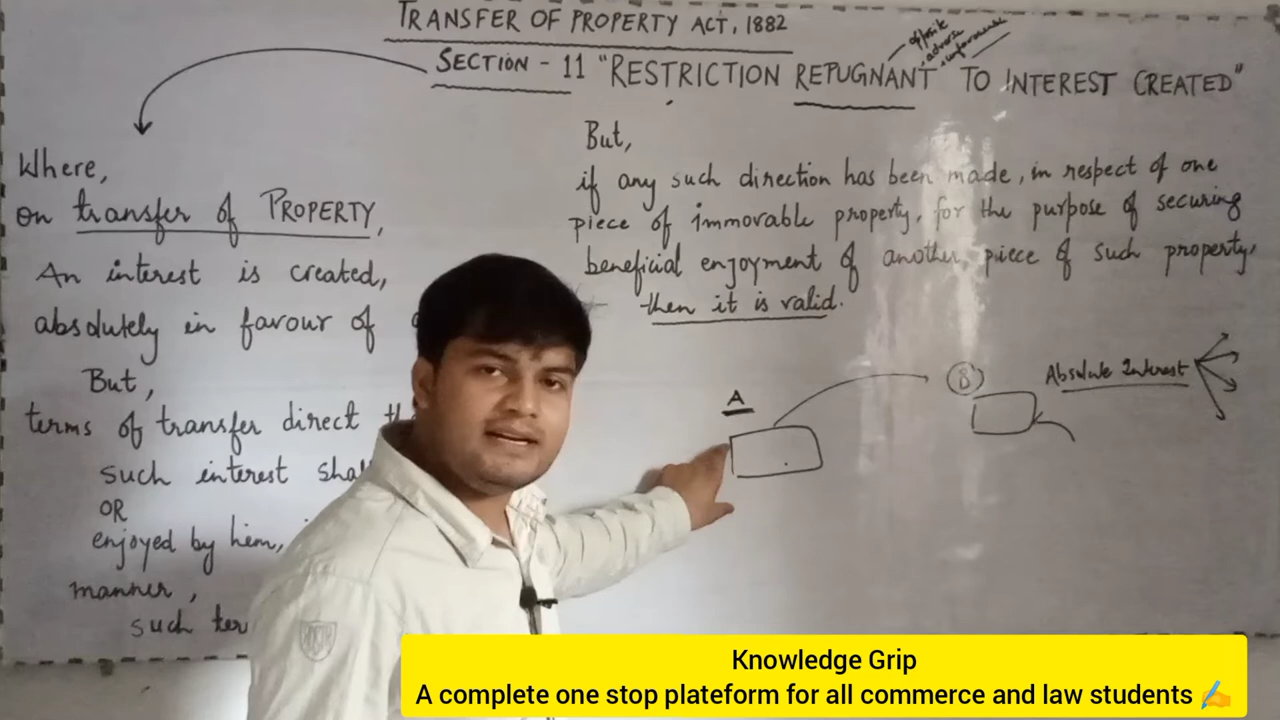 TRANSFER OF PROPERTY ACT, 1882
SECTION - 11 "RESTRICTION REPUGNANT TO INTEREST CREATED"
opposite
adverse
Where,
on transfer of PROPERTY,
An interest is created,
absolutely in favour of
But,
terms of transfer direct
such interest
OR
enjoyed by him,
manner,
such
But,
if any such direction has been made, in respect of one
piece of immovable property, for the purpose of securing
beneficial enjoyment of another piece of such property,
then it is valid.
A
B
Absolute Interest
Knowledge Grip
A complete one stop plateform for all commerce and law students ✍️